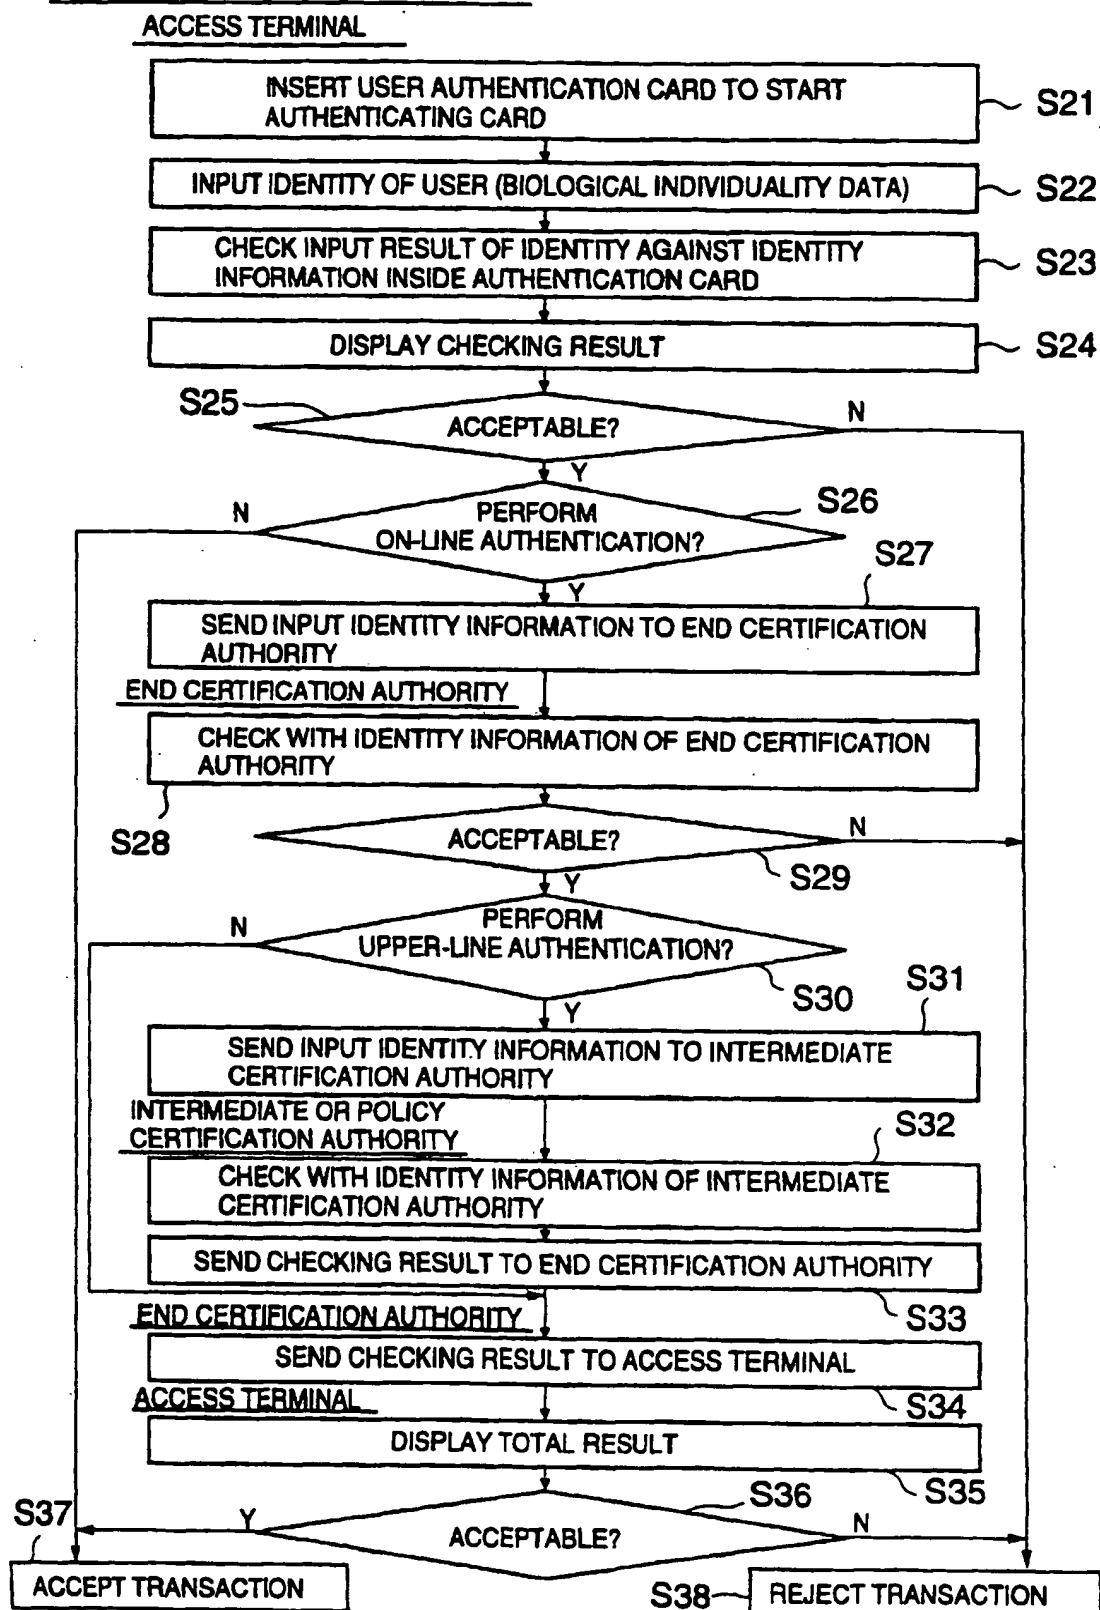 ACCESS TERMINAL
INSERT USER AUTHENTICATION CARD TO START
AUTHENTICATING CARD
S21
INPUT IDENTITY OF USER (BIOLOGICAL INDIVIDUALITY DATA)
S22
CHECK INPUT RESULT OF IDENTITY AGAINST IDENTITY
INFORMATION INSIDE AUTHENTICATION CARD
S23
DISPLAY CHECKING RESULT
S24
S25
ACCEPTABLE?
N
Y
PERFORM
ON-LINE AUTHENTICATION?
N
S26
Y
S27
SEND INPUT IDENTITY INFORMATION TO END CERTIFICATION
AUTHORITY
END CERTIFICATION AUTHORITY
CHECK WITH IDENTITY INFORMATION OF END CERTIFICATION
AUTHORITY
S28
ACCEPTABLE?
N
S29
Y
PERFORM
UPPER-LINE AUTHENTICATION?
N
S30
Y
S31
SEND INPUT IDENTITY INFORMATION TO INTERMEDIATE
CERTIFICATION AUTHORITY
INTERMEDIATE OR POLICY
CERTIFICATION AUTHORITY
S32
CHECK WITH IDENTITY INFORMATION OF INTERMEDIATE
CERTIFICATION AUTHORITY
SEND CHECKING RESULT TO END CERTIFICATION AUTHORITY
S33
END CERTIFICATION AUTHORITY
SEND CHECKING RESULT TO ACCESS TERMINAL
S34
ACCESS TERMINAL
DISPLAY TOTAL RESULT
S35
S36
ACCEPTABLE?
Y
N
S37
ACCEPT TRANSACTION
S38
REJECT TRANSACTION